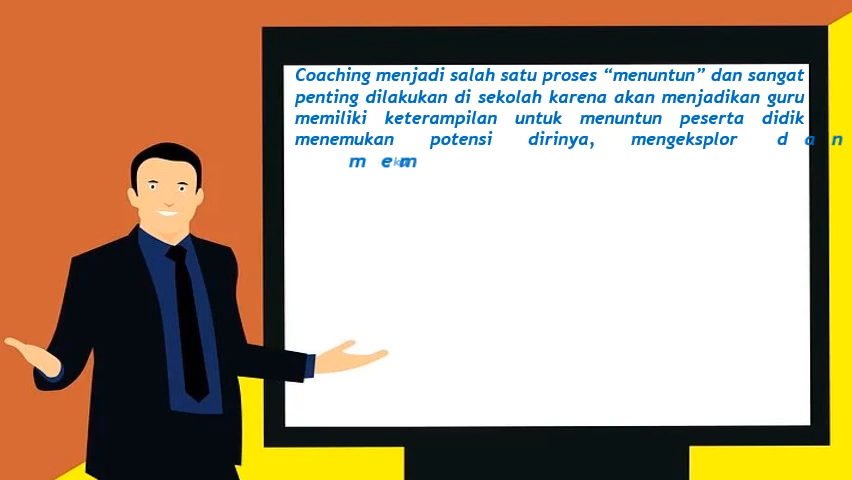 Coaching menjadi salah satu proses “menuntun” dan sangat
penting dilakukan di sekolah karena akan menjadikan guru
memiliki keterampilan untuk menuntun peserta didik
menemukan potensi dirinya, mengeksplor dan